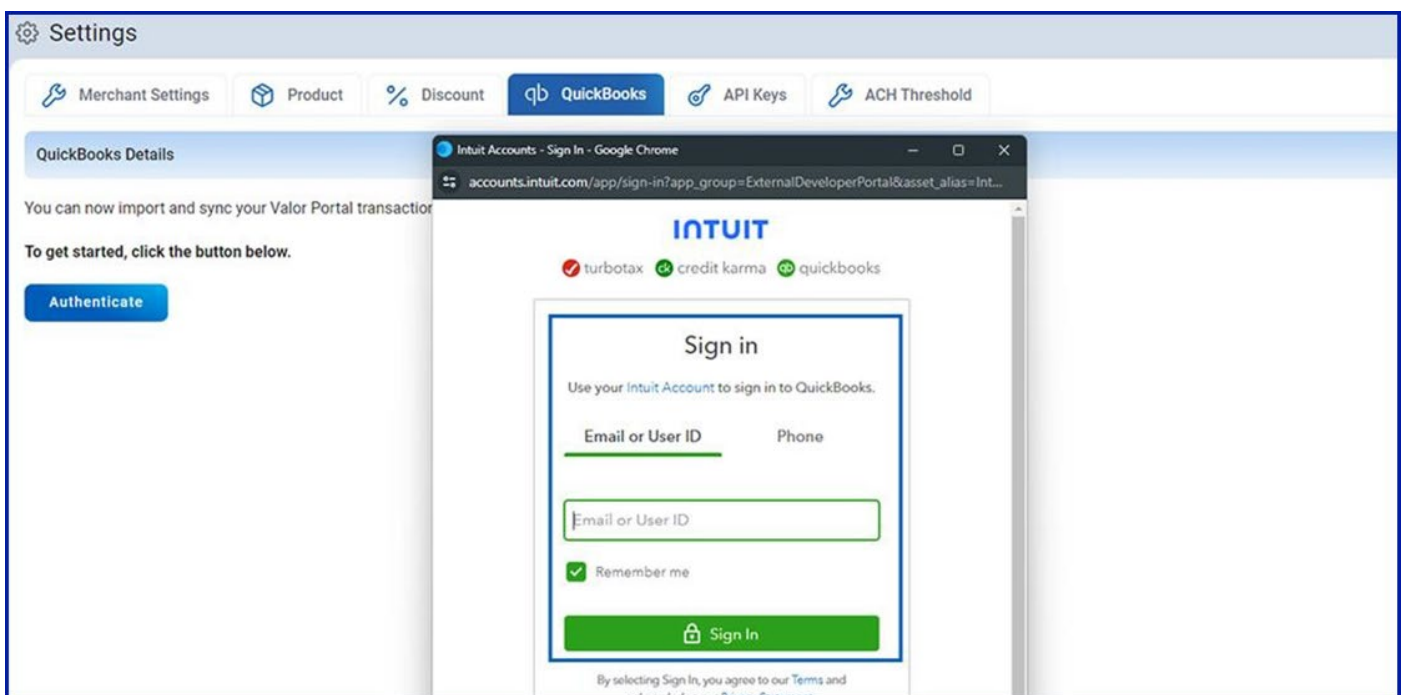 Settings
Merchant Settings Product Discount qb QuickBooks API Keys ACH Threshold
QuickBooks Details
Intuit Accounts - Sign In - Google Chrome
accounts.intuit.com/app/sign-in?app_group=ExternalDeveloperPortal&asset_alias=Int...
You can now import and sync your Valor Portal transaction
To get started, click the button below.
Authenticate
INTUIT
turbotax ck credit karma qb quickbooks
Sign in
Use your Intuit Account to sign in to QuickBooks.
Email or User ID Phone
Email or User ID
Remember me
Sign In
By selecting Sign In, you agree to our Terms and